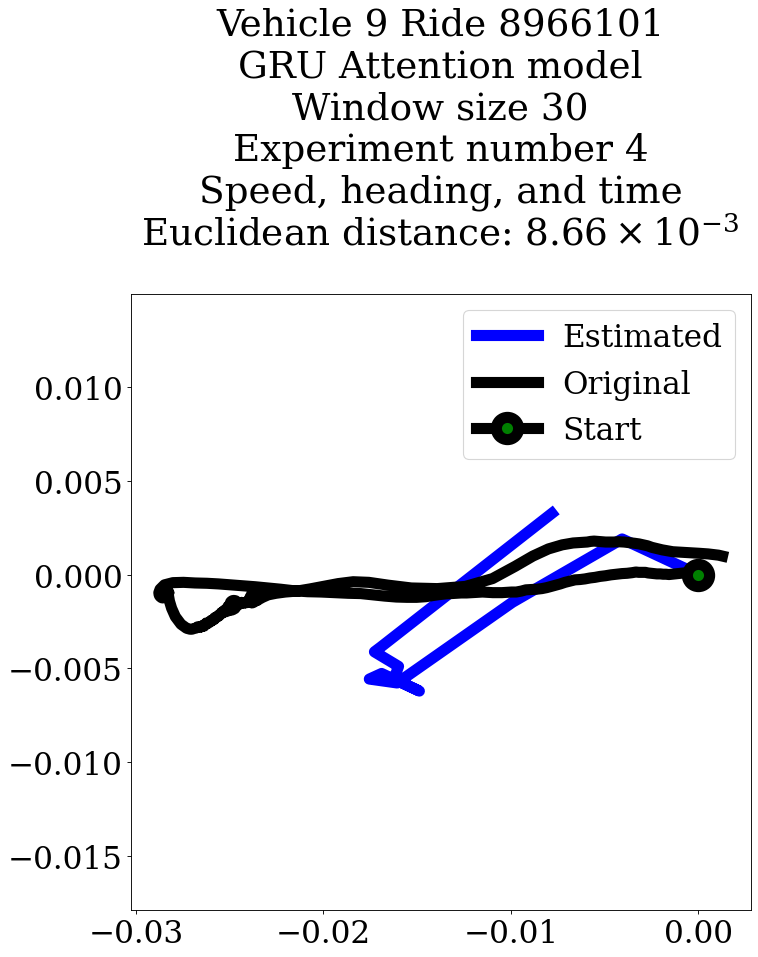 Vehicle 9 Ride 8966101
GRU Attention model
Window size 30
Experiment number 4
Speed, heading, and time
Euclidean distance: 8.66 × 10⁻³
Estimated
Original
Start
0.010
0.005
0.000
−0.005
−0.010
−0.015
−0.03
−0.02
−0.01
0.00